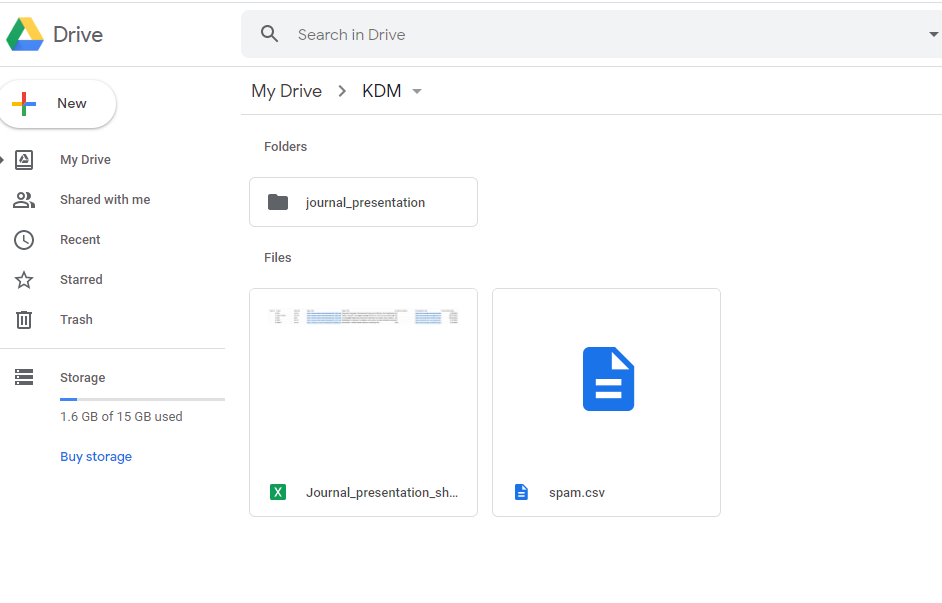 Drive
Search in Drive
New
My Drive
Shared with me
Recent
Starred
Trash
Storage
1.6 GB of 15 GB used
Buy storage
My Drive > KDM
Folders
journal_presentation
Files
X Journal_presentation_sh...
spam.csv